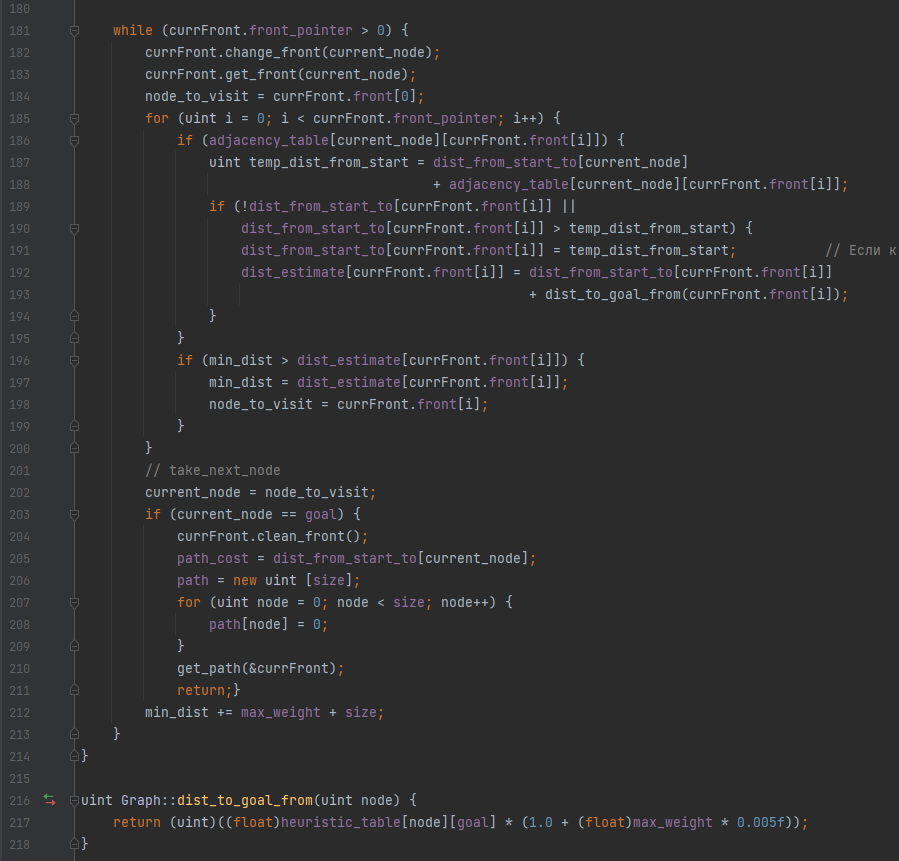 180
181 while (currFront.front_pointer > 0) {
182 currFront.change_front(current_node);
183 currFront.get_front(current_node);
184 node_to_visit = currFront.front[0];
185 for (uint i = 0; i < currFront.front_pointer; i++) {
186 if (adjacency_table[current_node][currFront.front[i]]) {
187 uint temp_dist_from_start = dist_from_start_to[current_node]
188 + adjacency_table[current_node][currFront.front[i]];
189 if (!dist_from_start_to[currFront.front[i]] ||
190 dist_from_start_to[currFront.front[i]] > temp_dist_from_start) {
191 dist_from_start_to[currFront.front[i]] = temp_dist_from_start; // Если к
192 dist_estimate[currFront.front[i]] = dist_from_start_to[currFront.front[i]]
193 + dist_to_goal_from(currFront.front[i]);
194 }
195 }
196 if (min_dist > dist_estimate[currFront.front[i]]) {
197 min_dist = dist_estimate[currFront.front[i]];
198 node_to_visit = currFront.front[i];
199 }
200 }
201 // take_next_node
202 current_node = node_to_visit;
203 if (current_node == goal) {
204 currFront.clean_front();
205 path_cost = dist_from_start_to[current_node];
206 path = new uint [size];
207 for (uint node = 0; node < size; node++) {
208 path[node] = 0;
209 }
210 get_path(&currFront);
211 return;}
212 min_dist += max_weight + size;
213 }
214 }
215
216 uint Graph::dist_to_goal_from(uint node) {
217 return (uint)((float)heuristic_table[node][goal] * (1.0 + (float)max_weight * 0.005f));
218 }